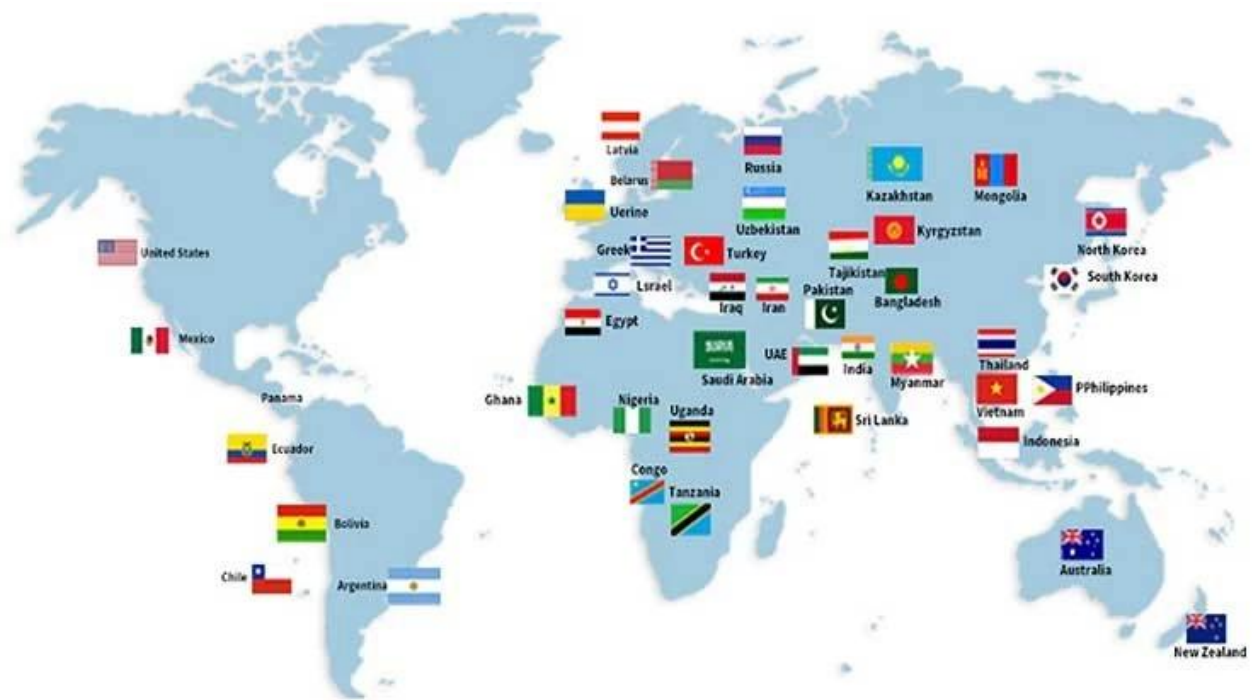 Latvia
Russia
Belarus
Kazakhstan
Mongolia
Uerine
Uzbekistan
Kyrgyzstan
United States
Greek
Turkey
North Korea
Tajikistan
South Korea
Lsrael
Pakistan
Bangladesh
Iraq
Iran
Egypt
Mexico
UAE
India
Thailand
Saudi Arabia
Myanmar
PPhilippines
Panama
Ghana
Nigeria
Uganda
Vietnam
Sri Lanka
Indonesia
Ecuador
Congo
Tanzania
Bolivia
Australia
Chile
Argentina
New Zealand